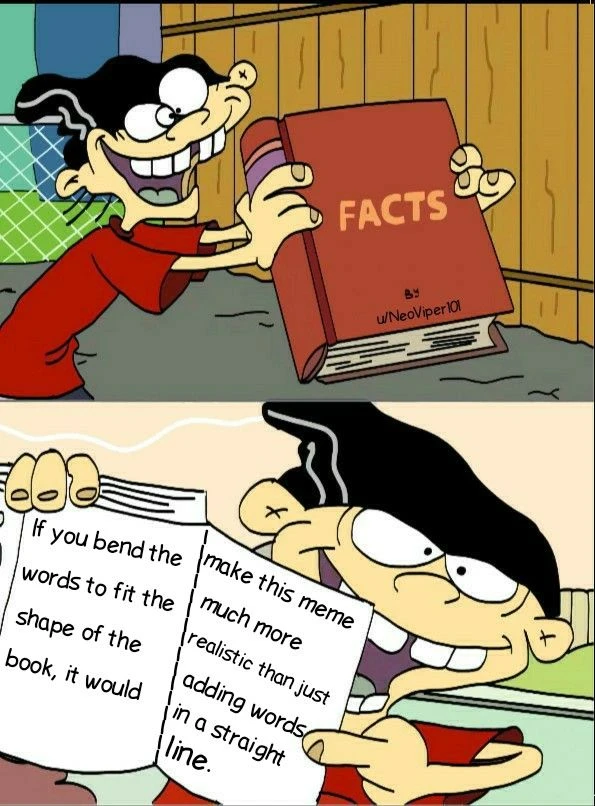 FACTS
BY
u/NeoViper101
If you bend the
words to fit the
shape of the
book, it would
make this meme
much more
realistic than just
adding words
in a straight
line.